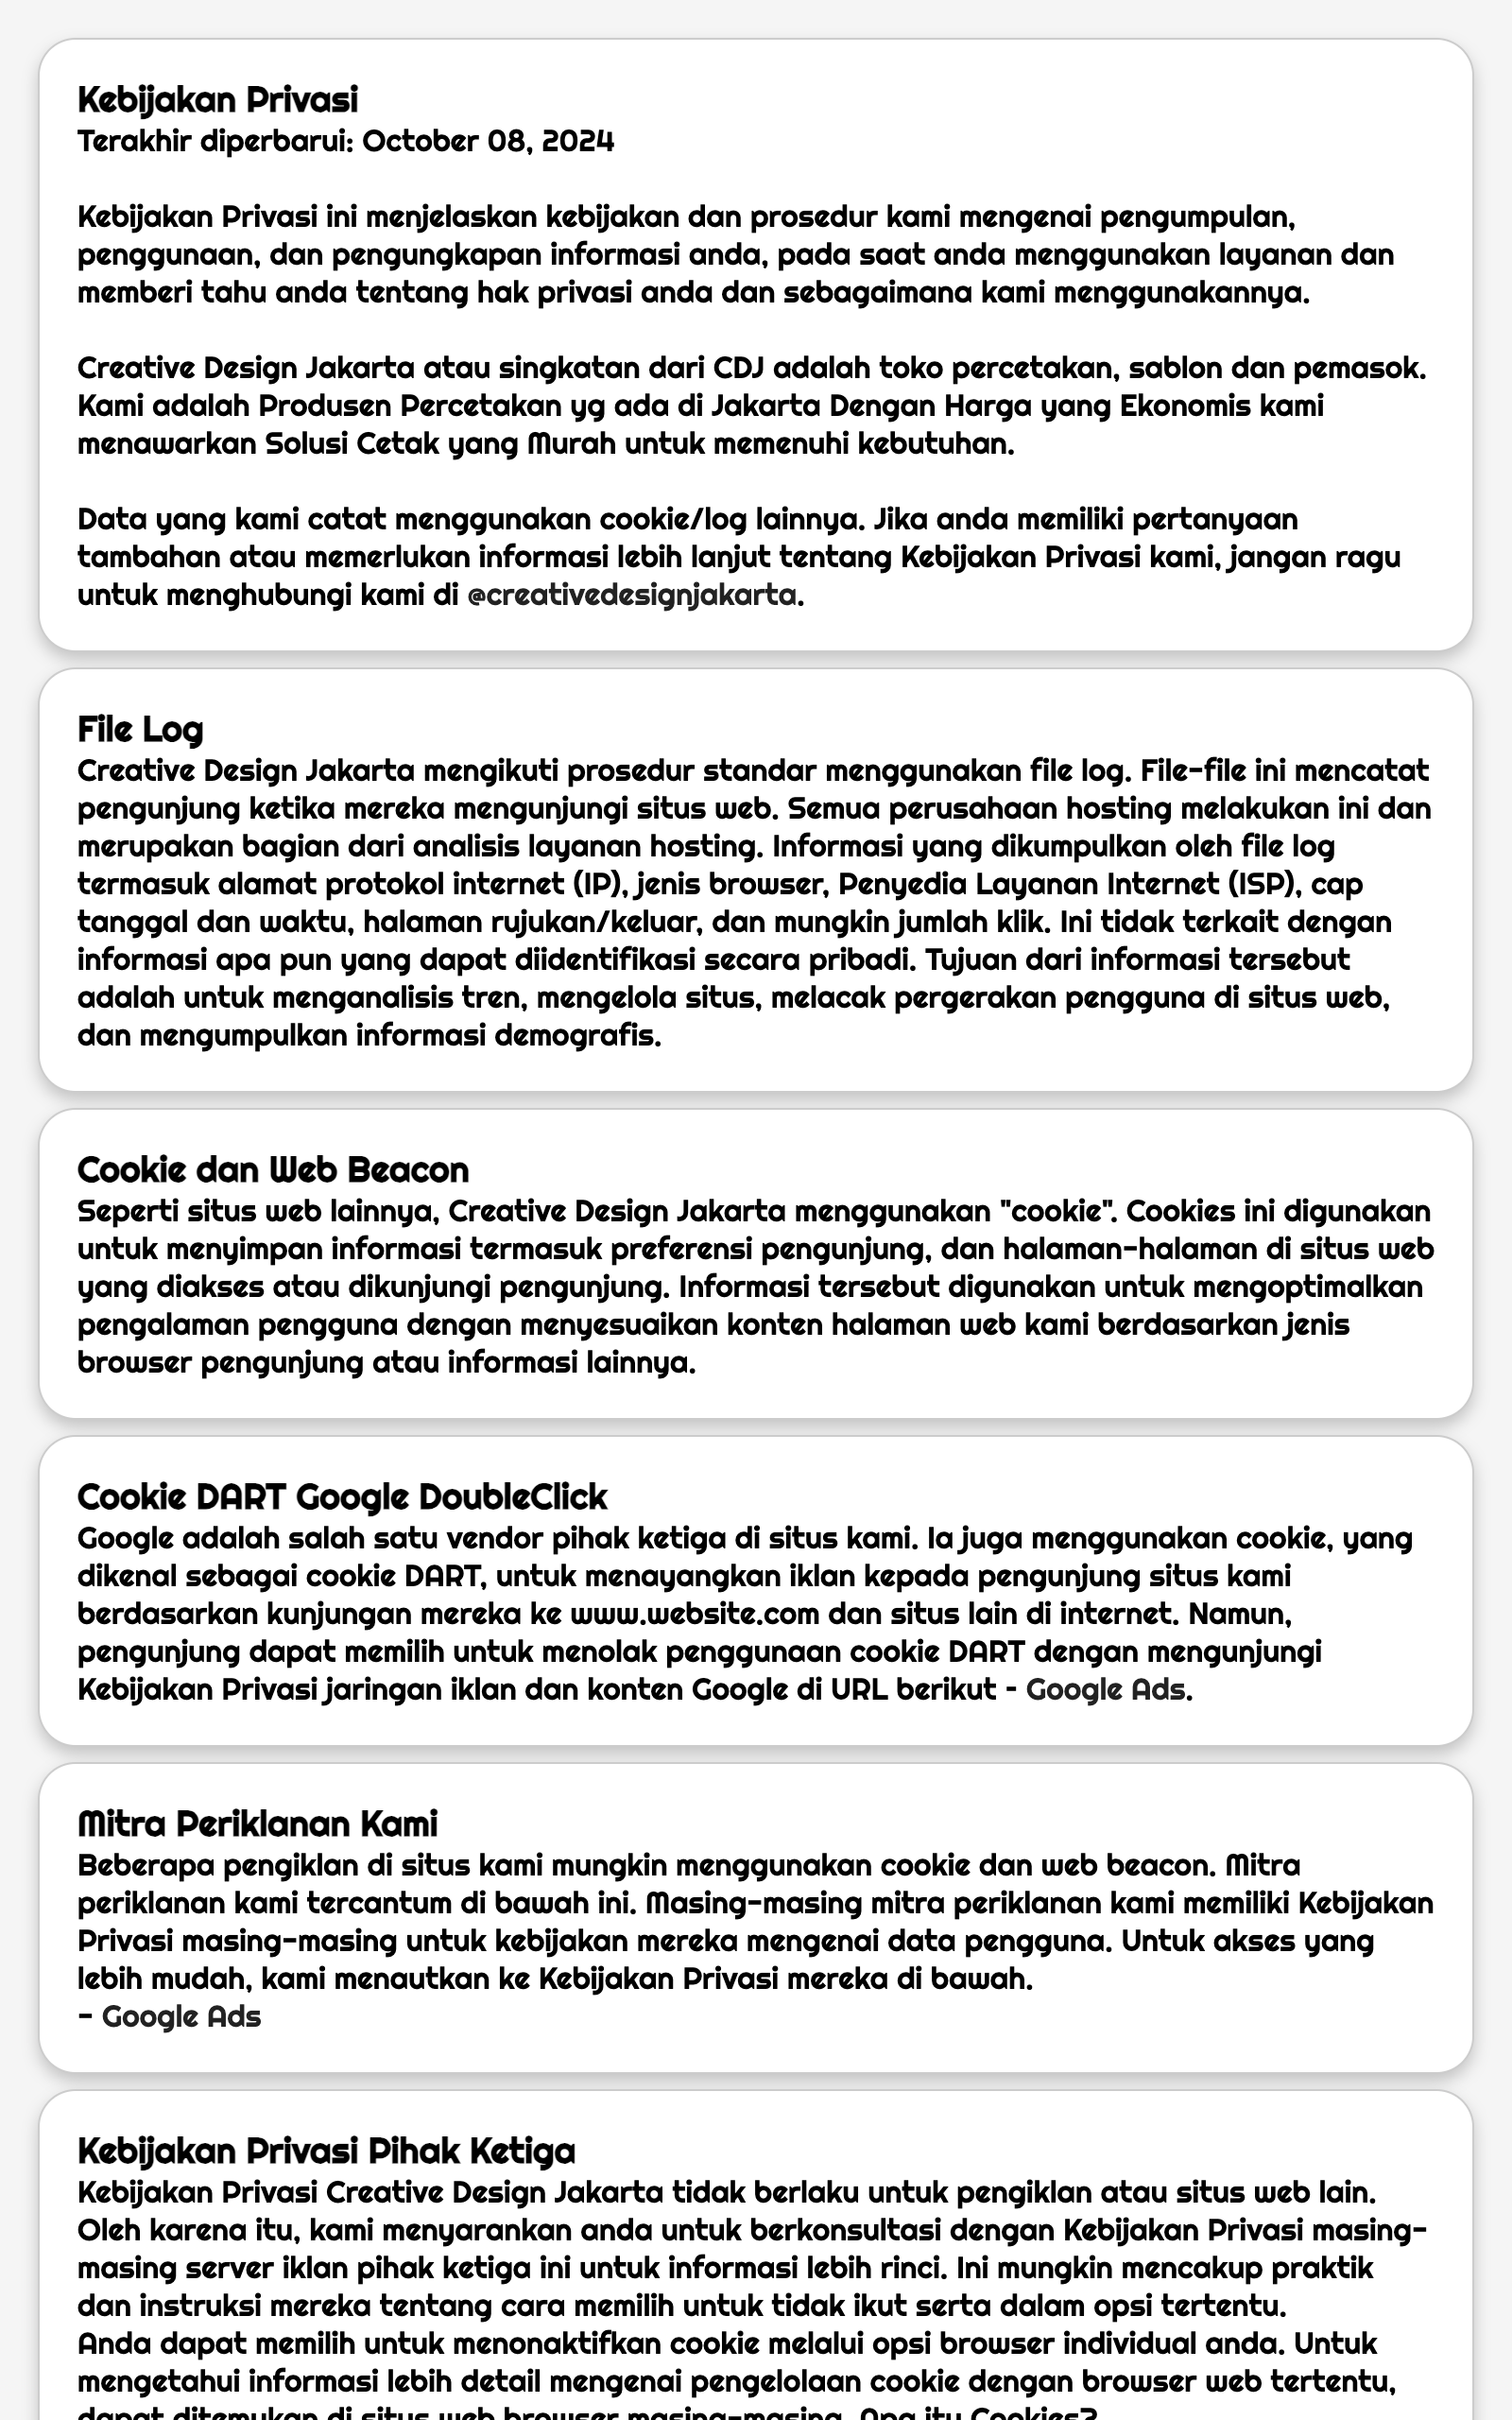 Kebijakan Privasi
Terakhir diperbarui: October 08, 2024
Kebijakan Privasi ini menjelaskan kebijakan dan prosedur kami mengenai pengumpulan,
penggunaan, dan pengungkapan informasi anda, pada saat anda menggunakan layanan dan
memberi tahu anda tentang hak privasi anda dan sebagaimana kami menggunakannya.
Creative Design Jakarta atau singkatan dari CDJ adalah toko percetakan, sablon dan pemasok.
Kami adalah Produsen Percetakan yg ada di Jakarta Dengan Harga yang Ekonomis kami
menawarkan Solusi Cetak yang Murah untuk memenuhi kebutuhan.
Data yang kami catat menggunakan cookie/log lainnya. Jika anda memiliki pertanyaan
tambahan atau memerlukan informasi lebih lanjut tentang Kebijakan Privasi kami, jangan ragu
untuk menghubungi kami di @creativedesignjakarta.
File Log
Creative Design Jakarta mengikuti prosedur standar menggunakan file log. File-file ini mencatat
pengunjung ketika mereka mengunjungi situs web. Semua perusahaan hosting melakukan ini dan
merupakan bagian dari analisis layanan hosting. Informasi yang dikumpulkan oleh file log
termasuk alamat protokol internet (IP), jenis browser, Penyedia Layanan Internet (ISP), cap
tanggal dan waktu, halaman rujukan/keluar, dan mungkin jumlah klik. Ini tidak terkait dengan
informasi apa pun yang dapat diidentifikasi secara pribadi. Tujuan dari informasi tersebut
adalah untuk menganalisis tren, mengelola situs, melacak pergerakan pengguna di situs web,
dan mengumpulkan informasi demografis.
Cookie dan Web Beacon
Seperti situs web lainnya, Creative Design Jakarta menggunakan "cookie". Cookies ini digunakan
untuk menyimpan informasi termasuk preferensi pengunjung, dan halaman-halaman di situs web
yang diakses atau dikunjungi pengunjung. Informasi tersebut digunakan untuk mengoptimalkan
pengalaman pengguna dengan menyesuaikan konten halaman web kami berdasarkan jenis
browser pengunjung atau informasi lainnya.
Cookie DART Google DoubleClick
Google adalah salah satu vendor pihak ketiga di situs kami. Ia juga menggunakan cookie, yang
dikenal sebagai cookie DART, untuk menayangkan iklan kepada pengunjung situs kami
berdasarkan kunjungan mereka ke www.website.com dan situs lain di internet. Namun,
pengunjung dapat memilih untuk menolak penggunaan cookie DART dengan mengunjungi
Kebijakan Privasi jaringan iklan dan konten Google di URL berikut - Google Ads.
Mitra Periklanan Kami
Beberapa pengiklan di situs kami mungkin menggunakan cookie dan web beacon. Mitra
periklanan kami tercantum di bawah ini. Masing-masing mitra periklanan kami memiliki Kebijakan
Privasi masing-masing untuk kebijakan mereka mengenai data pengguna. Untuk akses yang
lebih mudah, kami menautkan ke Kebijakan Privasi mereka di bawah.
- Google Ads
Kebijakan Privasi Pihak Ketiga
Kebijakan Privasi Creative Design Jakarta tidak berlaku untuk pengiklan atau situs web lain.
Oleh karena itu, kami menyarankan anda untuk berkonsultasi dengan Kebijakan Privasi masing-
masing server iklan pihak ketiga ini untuk informasi lebih rinci. Ini mungkin mencakup praktik
dan instruksi mereka tentang cara memilih untuk tidak ikut serta dalam opsi tertentu.
Anda dapat memilih untuk menonaktifkan cookie melalui opsi browser individual anda. Untuk
mengetahui informasi lebih detail mengenai pengelolaan cookie dengan browser web tertentu,
dapat ditemukan di situs web browser masing-masing. Apa itu Cookies?